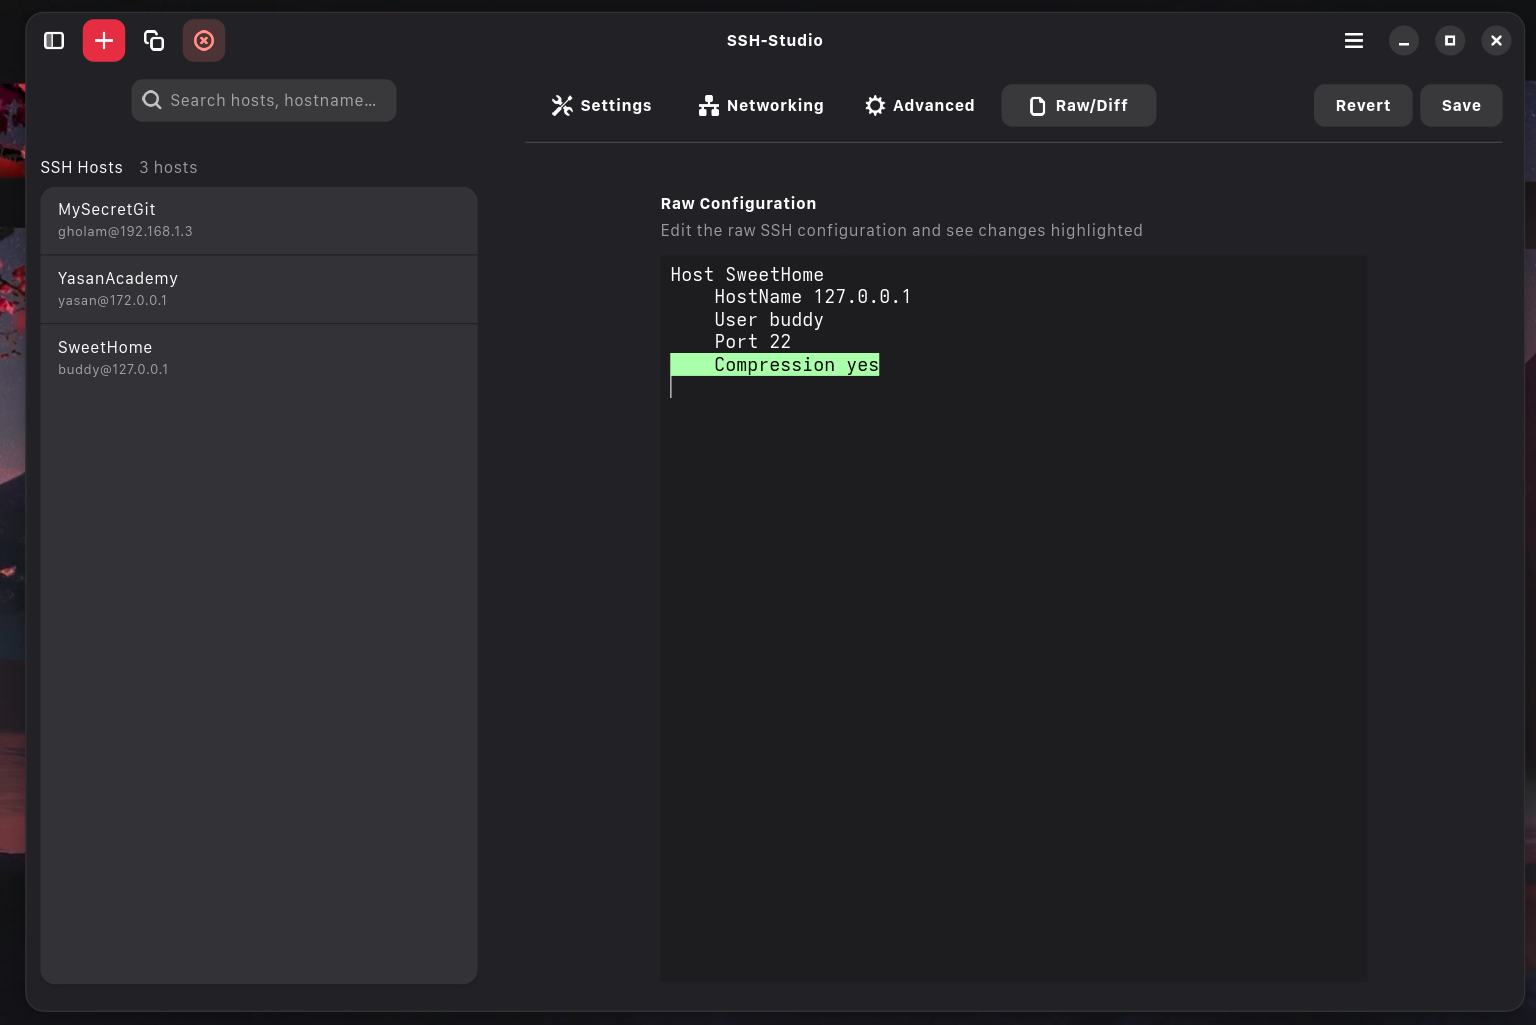 SSH-Studio
Search hosts, hostname...
Settings
Networking
Advanced
Raw/Diff
Revert
Save
SSH Hosts 3 hosts
MySecretGit
gholam@192.168.1.3
YasanAcademy
yasan@172.0.0.1
SweetHome
buddy@127.0.0.1
Raw Configuration
Edit the raw SSH configuration and see changes highlighted
Host SweetHome
    HostName 127.0.0.1
    User buddy
    Port 22
    Compression yes